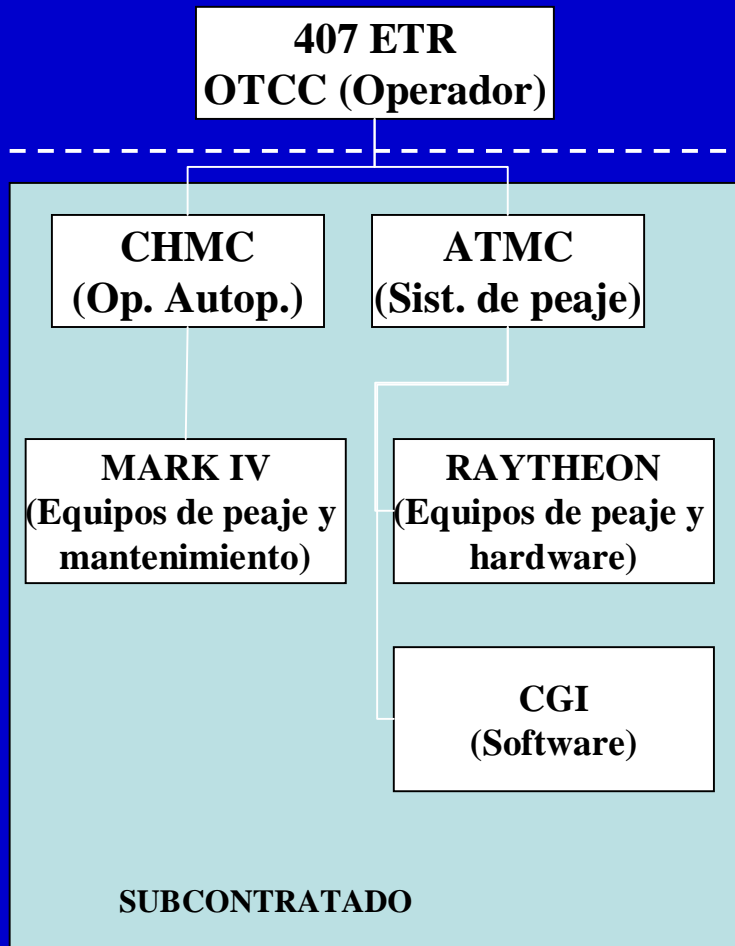 407 ETR
OTCC (Operador)
CHMC
(Op. Autop.)
ATMC
(Sist. de peaje)
MARK IV
(Equipos de peaje y
mantenimiento)
RAYTHEON
(Equipos de peaje y
hardware)
CGI
(Software)
SUBCONTRATADO